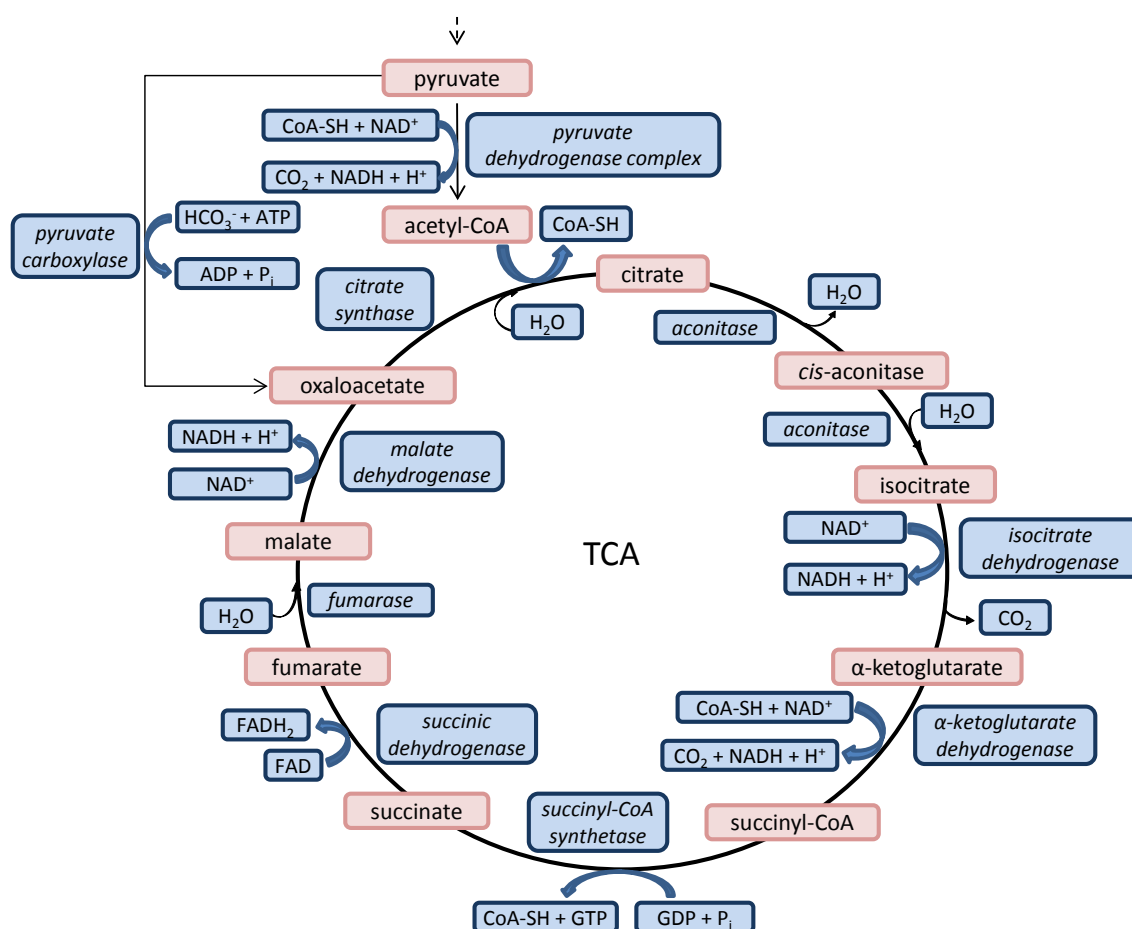 pyruvate
CoA-SH + NAD⁺
pyruvate
dehydrogenase complex
CO₂ + NADH + H⁺
HCO₃⁻ + ATP
pyruvate
carboxylase
ADP + Pᵢ
acetyl-CoA
CoA-SH
citrate
citrate
synthase
H₂O
aconitase
H₂O
cis-aconitase
oxaloacetate
aconitase
H₂O
NADH + H⁺
NAD⁺
malate
dehydrogenase
isocitrate
NAD⁺
NADH + H⁺
isocitrate
dehydrogenase
malate
TCA
H₂O
fumarase
CO₂
fumarate
α-ketoglutarate
FADH₂
FAD
succinic
dehydrogenase
CoA-SH + NAD⁺
CO₂ + NADH + H⁺
α-ketoglutarate
dehydrogenase
succinate
succinyl-CoA
synthetase
succinyl-CoA
CoA-SH + GTP
GDP + Pᵢ